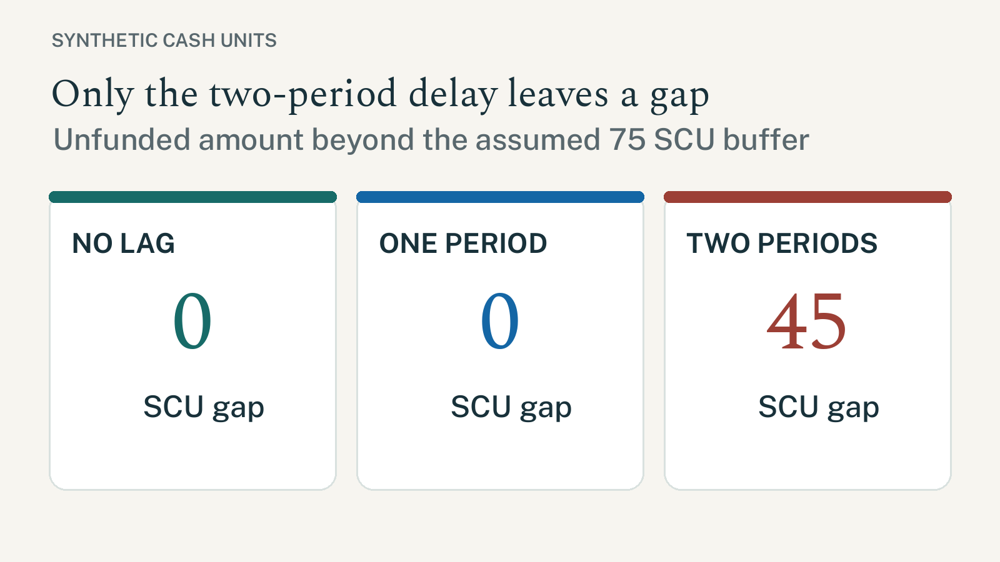 SYNTHETIC CASH UNITS
Only the two-period delay leaves a gap
Unfunded amount beyond the assumed 75 SCU buffer
NO LAG
0
SCU gap
ONE PERIOD
0
SCU gap
TWO PERIODS
45
SCU gap